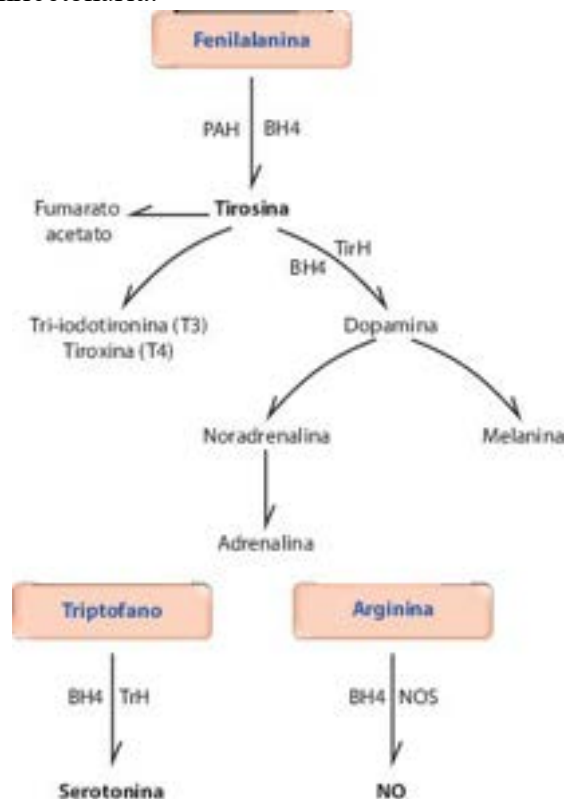 Fenilalanina
PAH BH4
Fumarato
acetato
Tirosina
TirH
BH4
Tri-iodotironina (T3)
Tiroxina (T4)
Dopamina
Noradrenalina
Melanina
Adrenalina
Triptofano
Arginina
BH4 TrH
BH4 NOS
Serotonina
NO